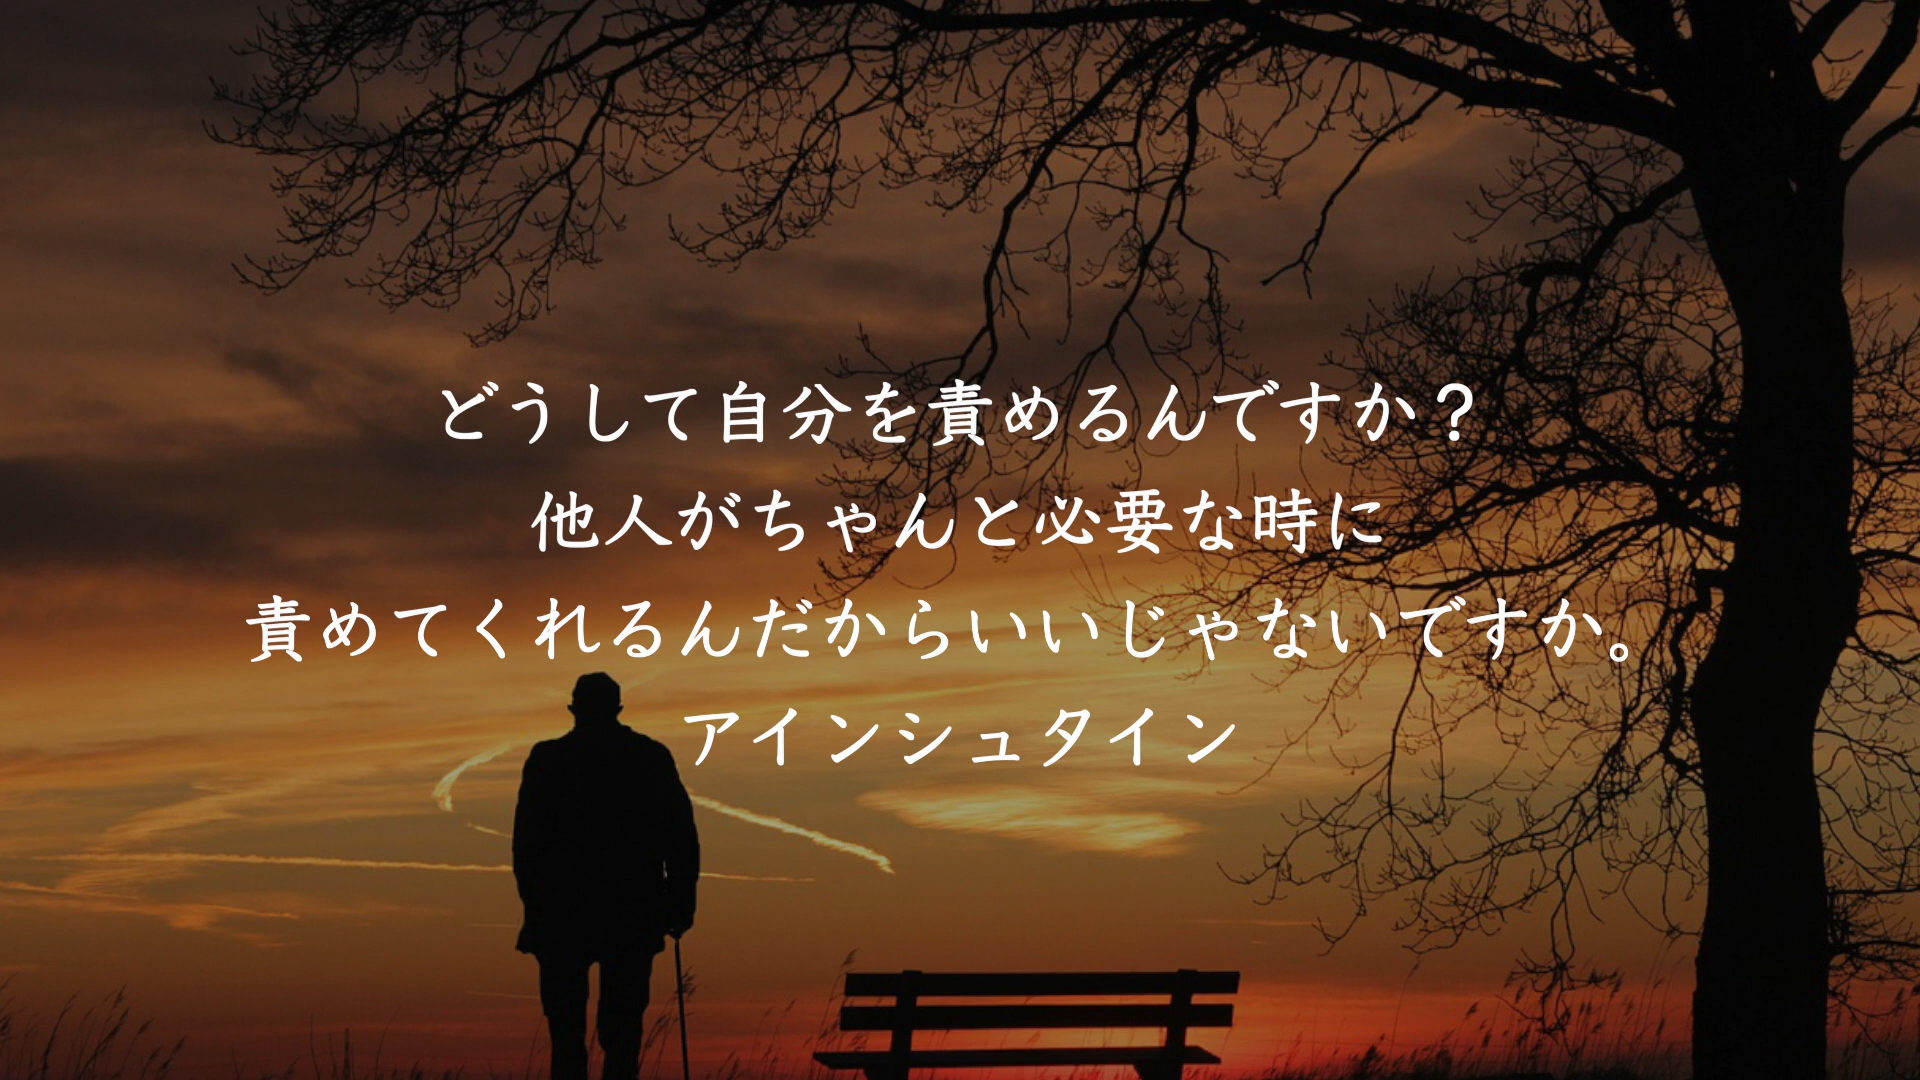 どうして自分を責めるんですか？
他人がちゃんと必要な時に
責めてくれるんだからいいじゃないですか。
アインシュタイン